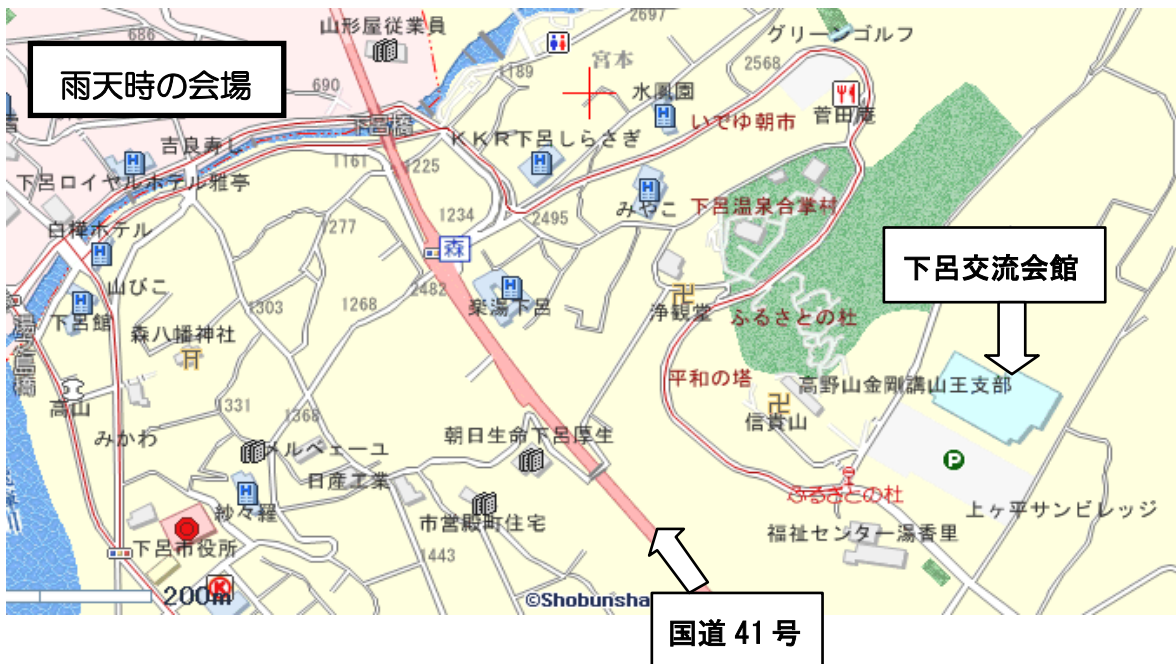 雨天時の会場
山形屋従業員
2697
グリーンゴルフ
686
宮本
2568
1189
690
水鳳園
いでゆ朝市
菅田庵
下呂橋
吉良寿し
KKR下呂しらさぎ
1161
1225
下呂ロイヤルホテル雅亭
みやこ
下呂温泉合掌村
1234
2495
1277
白樺ホテル
森
下呂交流会館
山びこ
2482
1303
1268
楽湯下呂
浄観堂
ふるさとの杜
下呂館
森八幡神社
平和の塔
高野山金剛講山王支部
高山
1331
1368
信貴山
みかわ
朝日生命下呂厚生
メルベェーユ
日産工業
P
ふるさとの杜
上ヶ平サンビレッジ
紗々羅
市営殿町住宅
福祉センター湯香里
下呂市役所
1443
K
200m
©Shobunsha
国道 41 号